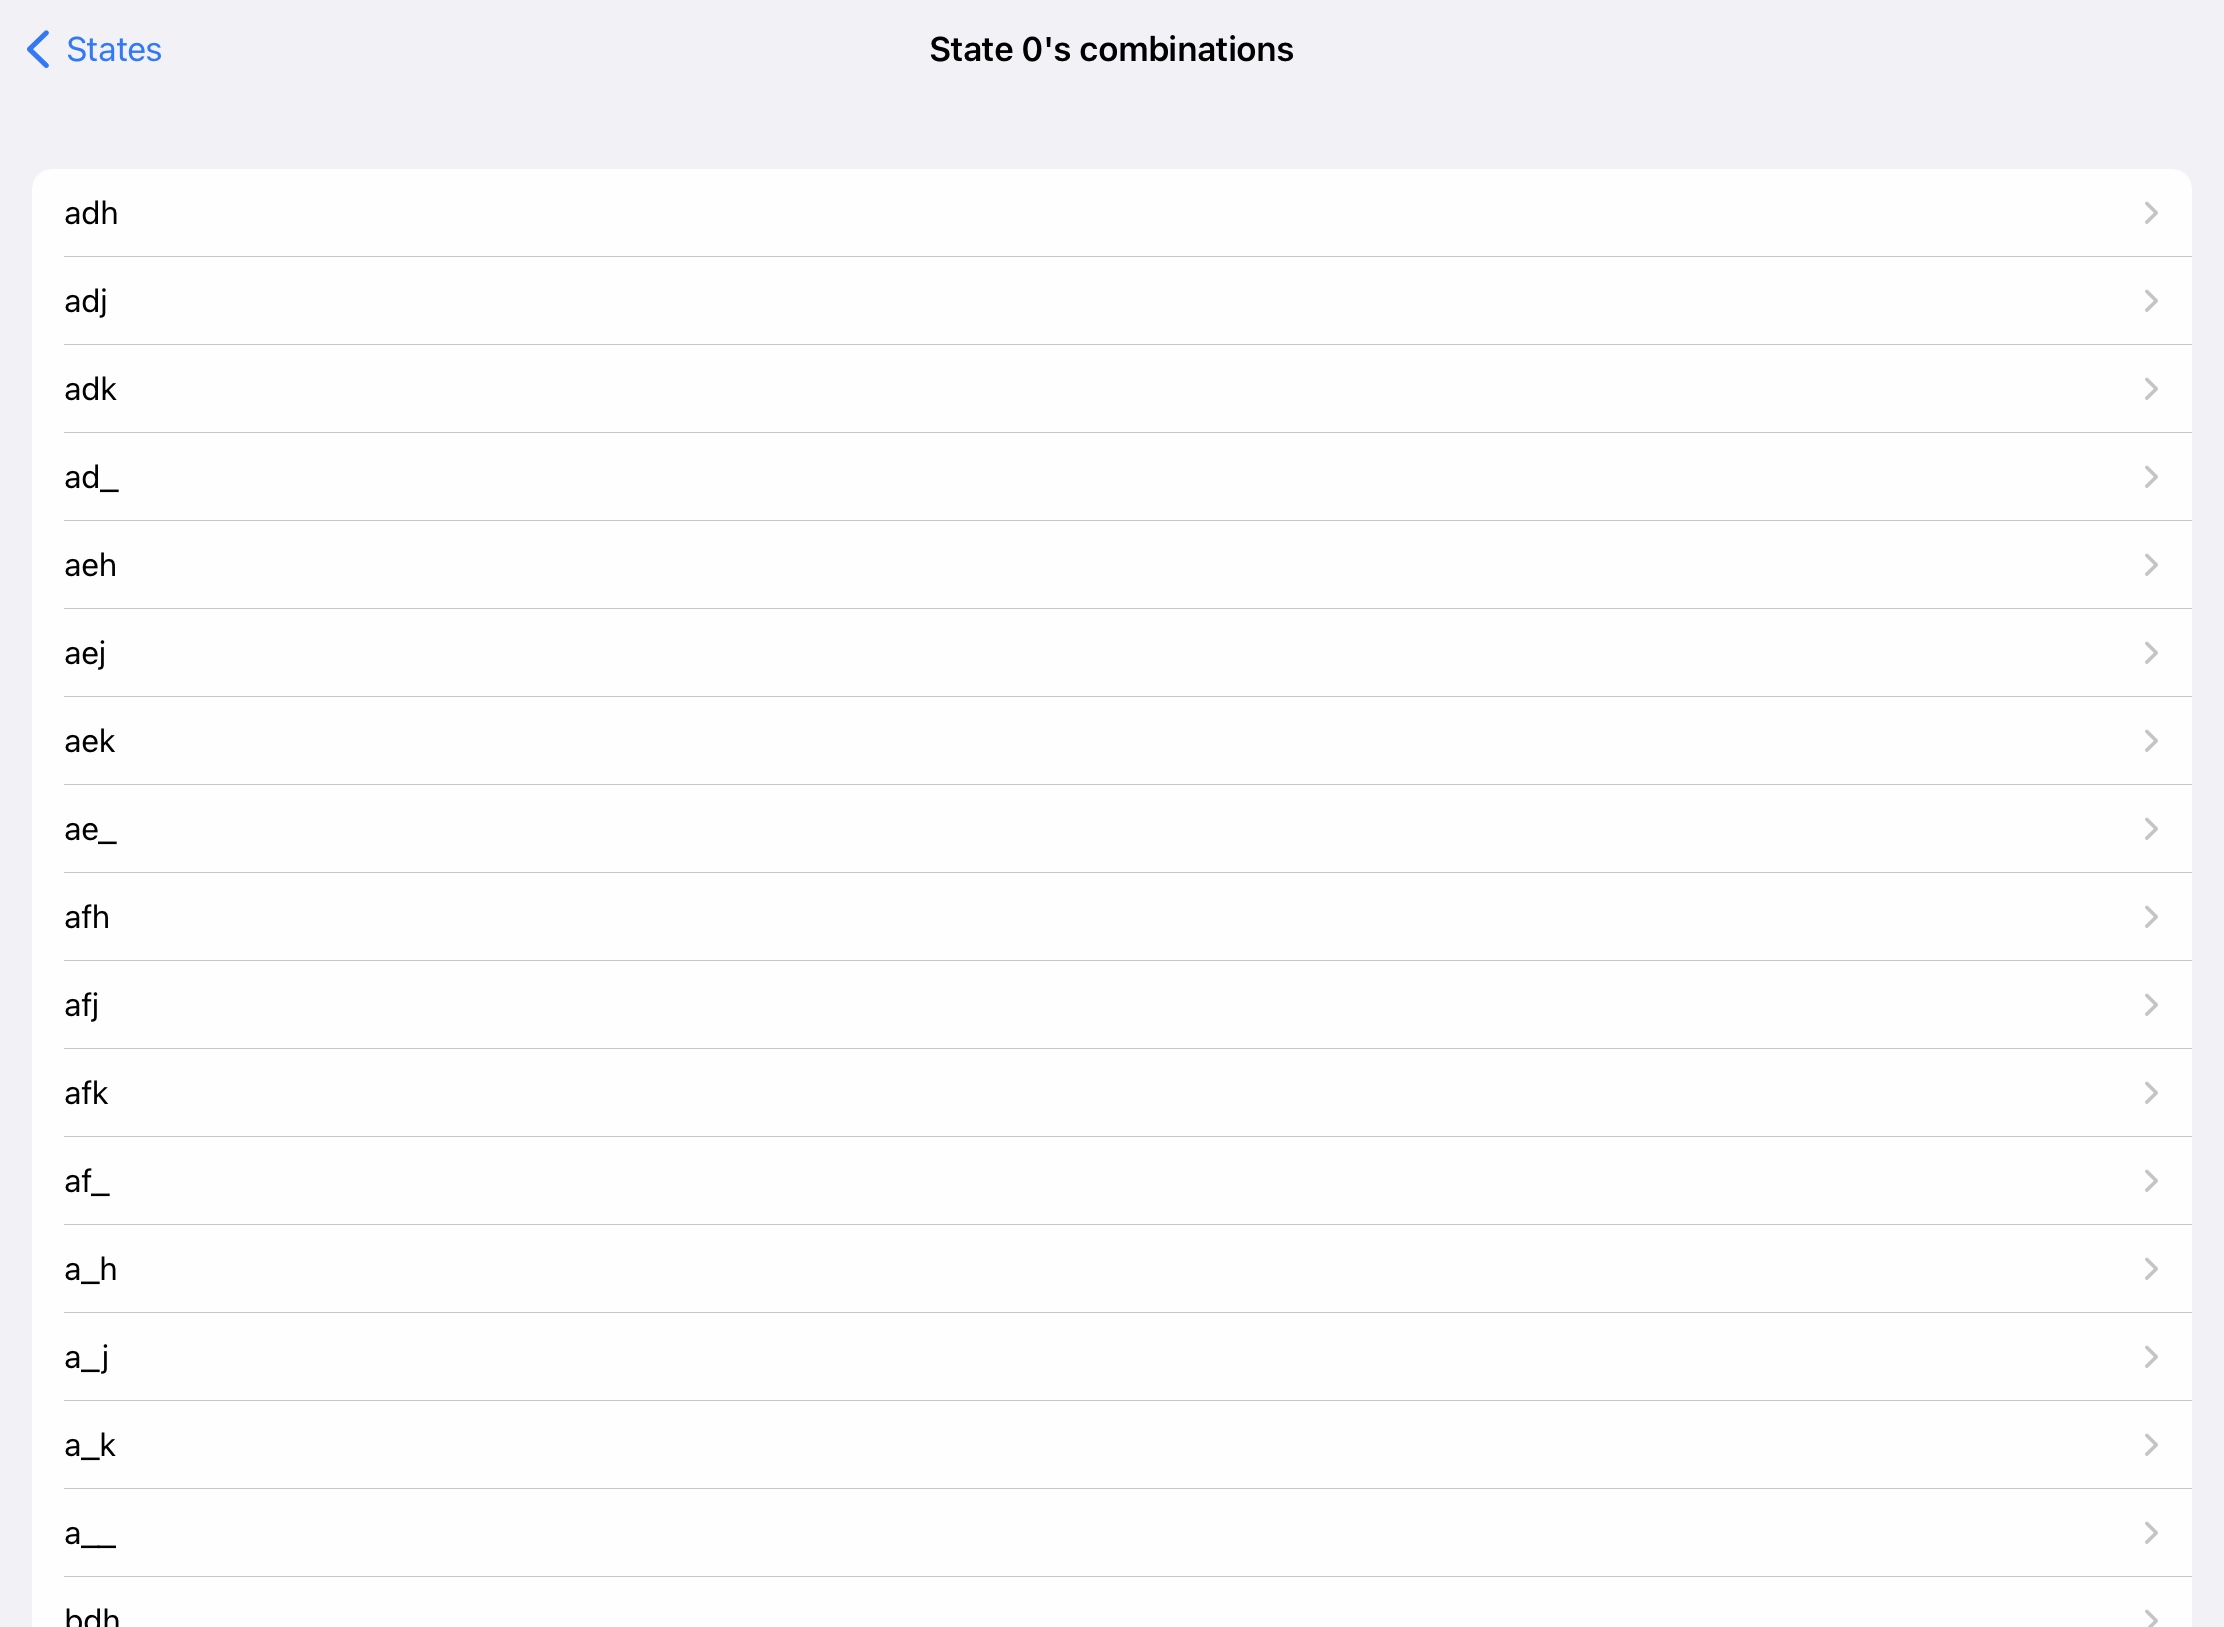 States
State 0's combinations
adh
adj
adk
ad_
aeh
aej
aek
ae_
afh
afj
afk
af_
a_h
a_j
a_k
a__
bdh